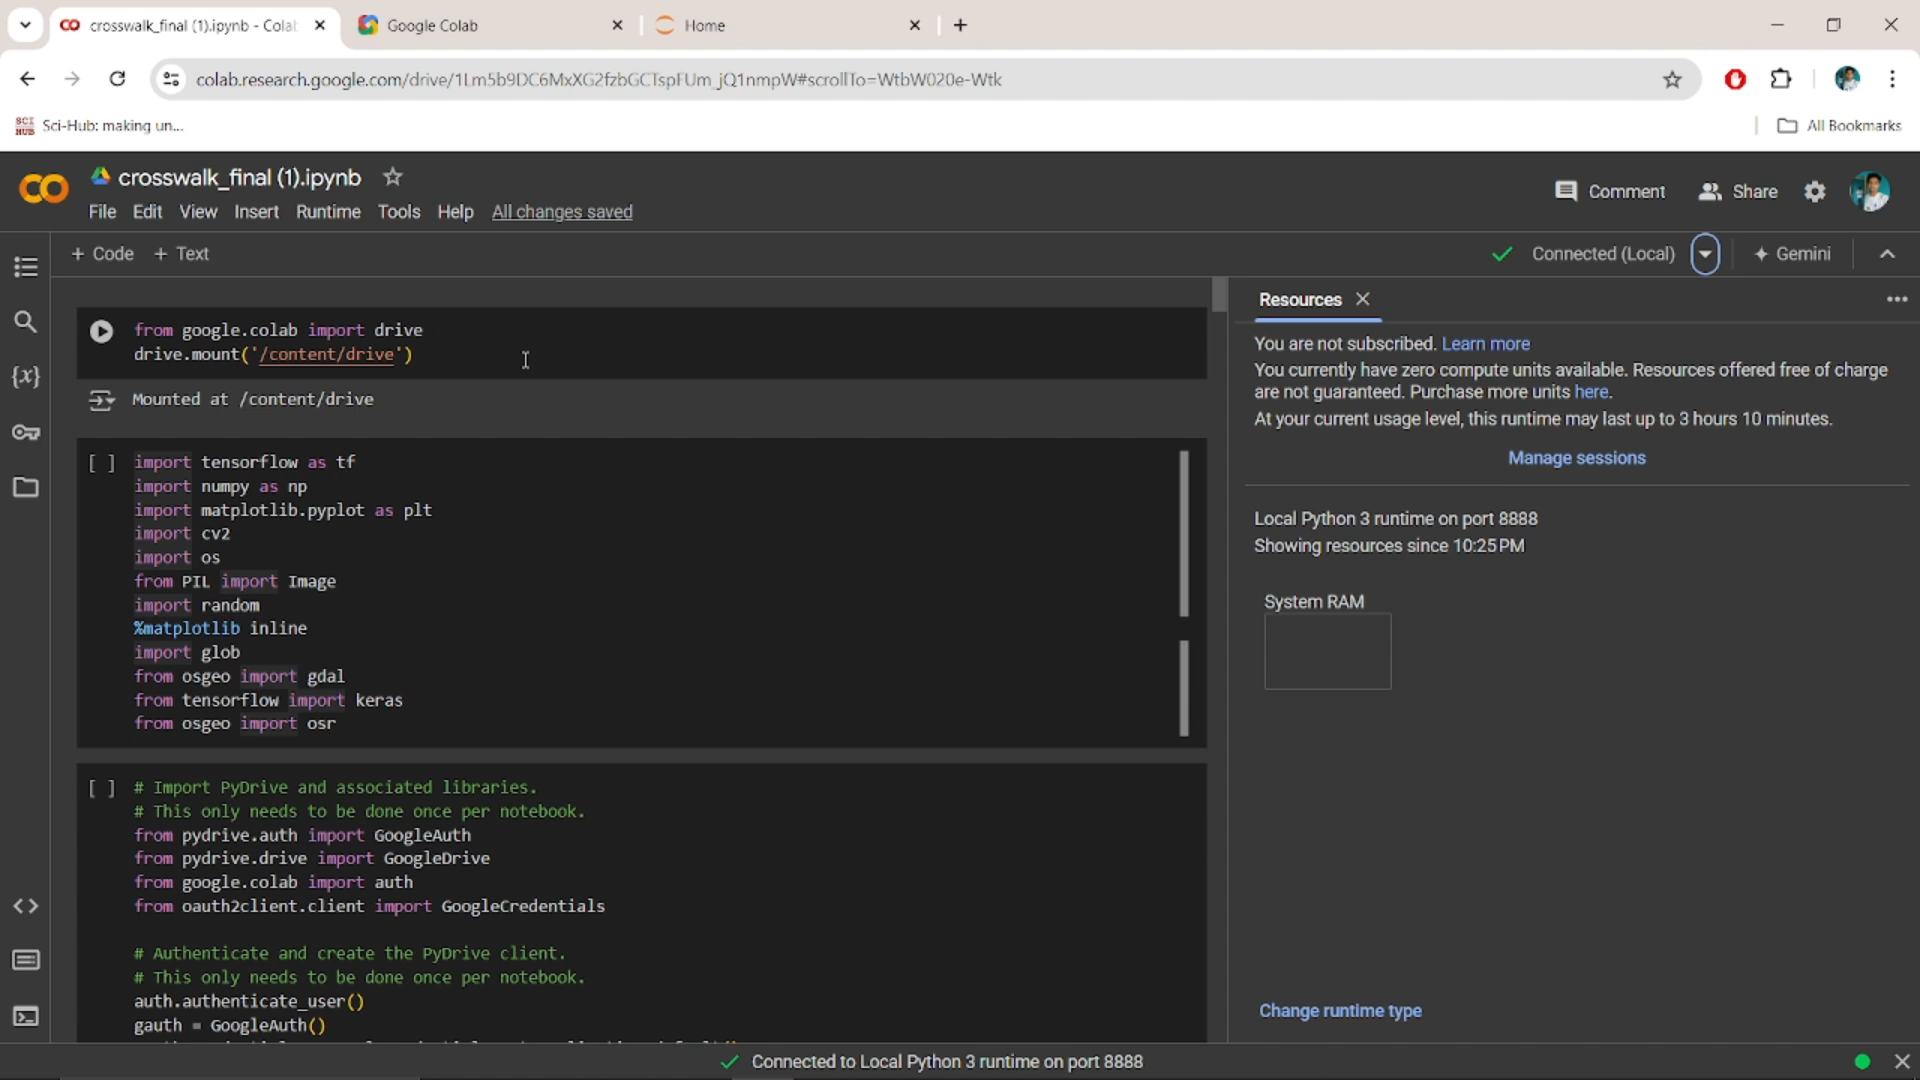 crosswalk_final (1).ipynb - Colab
Google Colab
Home
colab.research.google.com/drive/1Lm5b9DC6MxXG2fzbGCTspFUm_jQ1nmpW#scrollTo=WtbW020e-Wtk
SCI HUB Sci-Hub: making un...
All Bookmarks
crosswalk_final (1).ipynb
Comment
Share
File Edit View Insert Runtime Tools Help All changes saved
+ Code + Text
Connected (Local)
Gemini
from google.colab import drive
drive.mount('/content/drive')
Mounted at /content/drive
[ ] import tensorflow as tf
import numpy as np
import matplotlib.pyplot as plt
import cv2
import os
from PIL import Image
import random
%matplotlib inline
import glob
from osgeo import gdal
from tensorflow import keras
from osgeo import osr
[ ] # Import PyDrive and associated libraries.
# This only needs to be done once per notebook.
from pydrive.auth import GoogleAuth
from pydrive.drive import GoogleDrive
from google.colab import auth
from oauth2client.client import GoogleCredentials
# Authenticate and create the PyDrive client.
# This only needs to be done once per notebook.
auth.authenticate_user()
gauth = GoogleAuth()
Resources
You are not subscribed. Learn more
You currently have zero compute units available. Resources offered free of charge
are not guaranteed. Purchase more units here.
At your current usage level, this runtime may last up to 3 hours 10 minutes.
Manage sessions
Local Python 3 runtime on port 8888
Showing resources since 10:25 PM
System RAM
Change runtime type
Connected to Local Python 3 runtime on port 8888